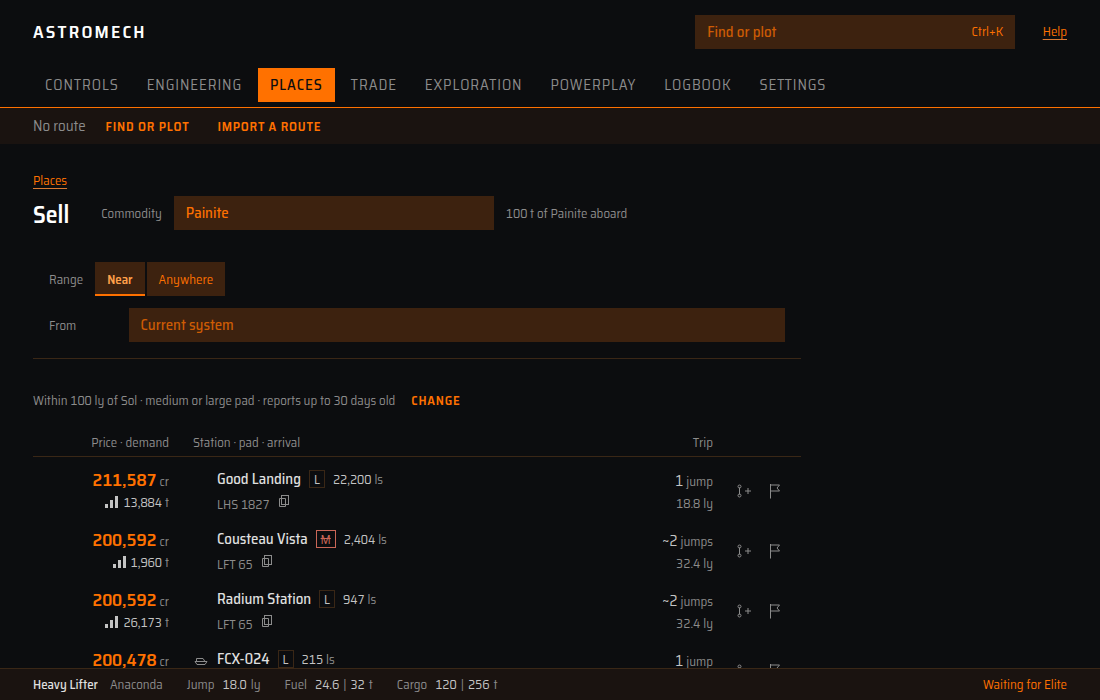 ASTROMECH
Find or plot Ctrl+K Help
CONTROLS ENGINEERING PLACES TRADE EXPLORATION POWERPLAY LOGBOOK SETTINGS
No route FIND OR PLOT IMPORT A ROUTE
Places
Sell Commodity Painite 100 t of Painite aboard
Range Near Anywhere
From Current system
Within 100 ly of Sol · medium or large pad · reports up to 30 days old CHANGE
Price · demand Station · pad · arrival Trip
211,587 cr Good Landing L 22,200 ls 1 jump
13,884 t LHS 1827 18.8 ly
200,592 cr Cousteau Vista M 2,404 ls ~2 jumps
1,960 t LFT 65 32.4 ly
200,592 cr Radium Station L 947 ls ~2 jumps
26,173 t LFT 65 32.4 ly
200,478 cr FCX-024 L 215 ls 1 jump
Heavy Lifter Anaconda Jump 18.0 ly Fuel 24.6 | 32 t Cargo 120 | 256 t Waiting for Elite